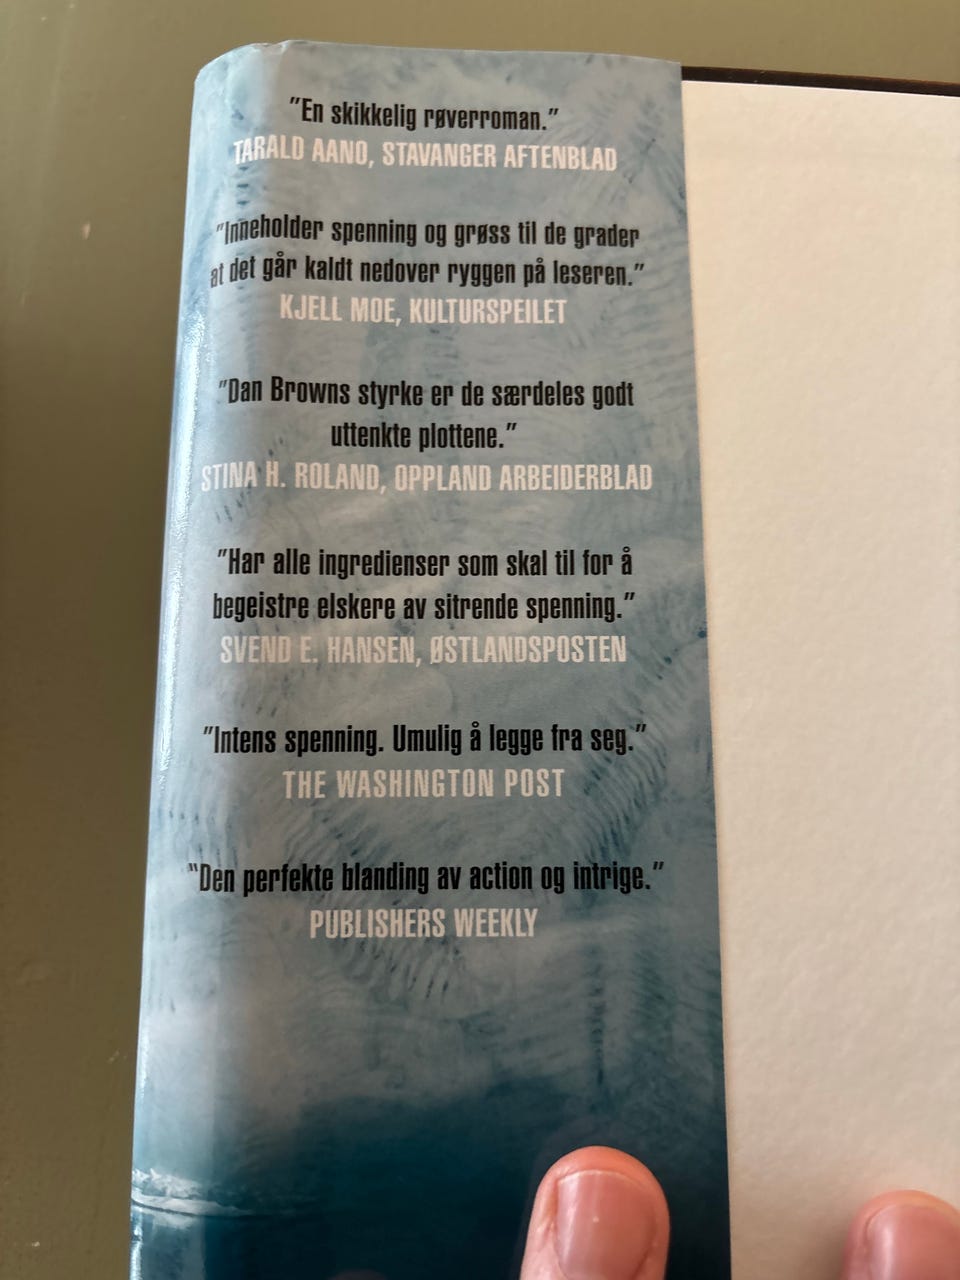 "En skikkelig røverroman."
TARALD AANO, STAVANGER AFTENBLAD
"Inneholder spenning og grøss til de grader
at det går kaldt nedover ryggen på leseren."
KJELL MOE, KULTURSPEILET
"Dan Browns styrke er de særdeles godt
uttenkte plottene."
STINA H. ROLAND, OPPLAND ARBEIDERBLAD
"Har alle ingredienser som skal til for å
begeistre elskere av sitrende spenning."
SVEND E. HANSEN, ØSTLANDSPOSTEN
"Intens spenning. Umulig å legge fra seg."
THE WASHINGTON POST
"Den perfekte blanding av action og intrige."
PUBLISHERS WEEKLY